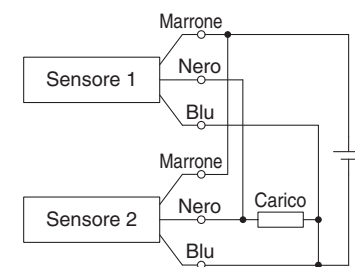 Marrone
Sensore 1
Nero
Blu
Marrone
Sensore 2
Nero
Carico
Blu